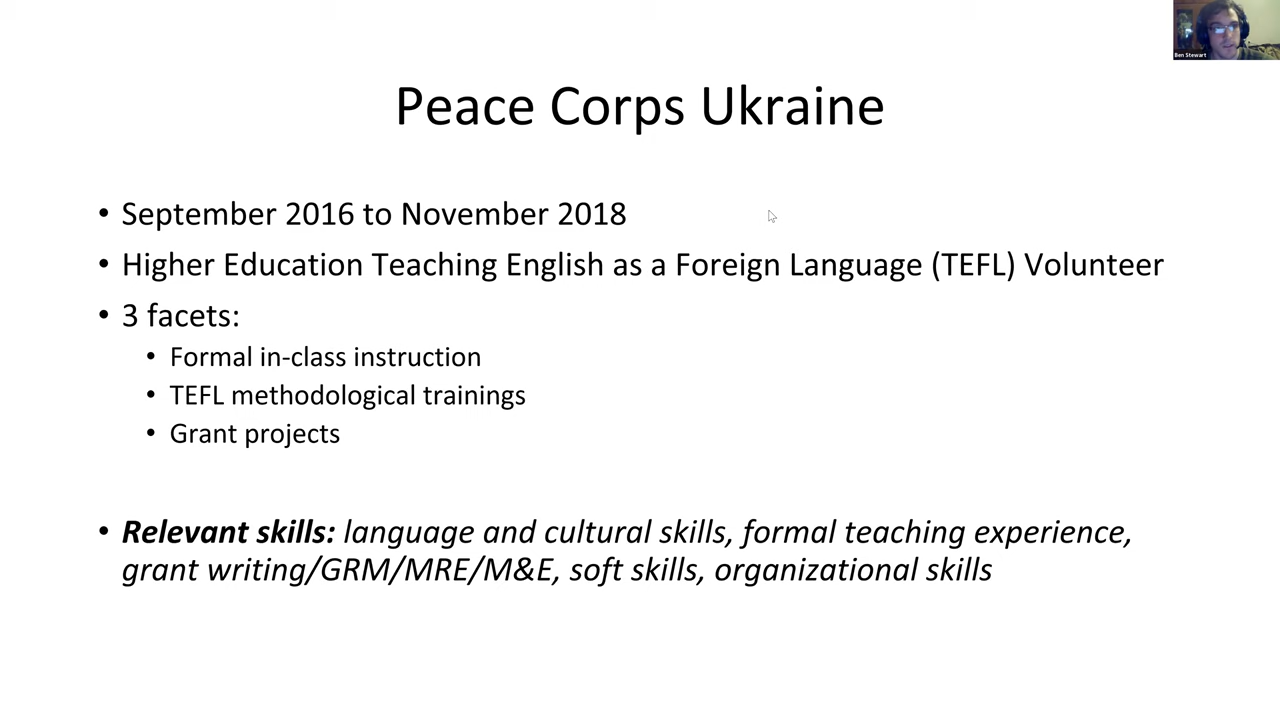 Ben Stewart
Peace Corps Ukraine
• September 2016 to November 2018
• Higher Education Teaching English as a Foreign Language (TEFL) Volunteer
• 3 facets:
• Formal in-class instruction
• TEFL methodological trainings
• Grant projects
• Relevant skills: language and cultural skills, formal teaching experience,
grant writing/GRM/MRE/M&E, soft skills, organizational skills